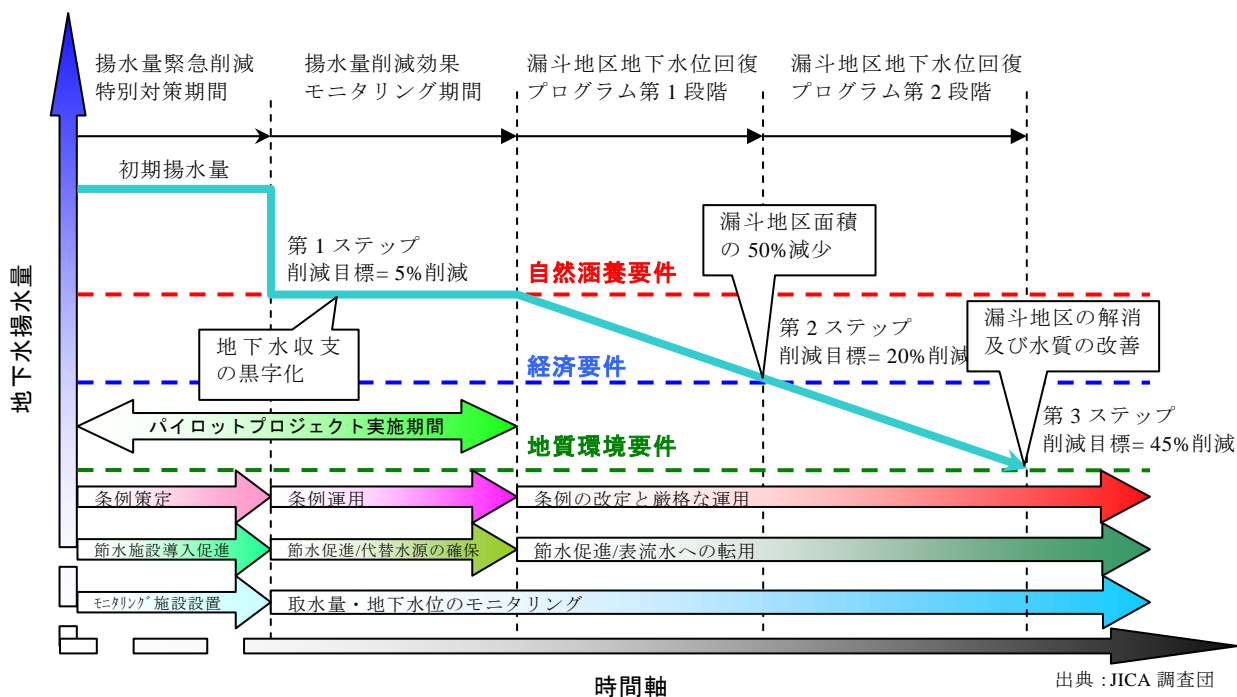 揚水量緊急削減
特別対策期間
揚水量削減効果
モニタリング期間
漏斗地区地下水位回復
プログラム第1段階
漏斗地区地下水位回復
プログラム第2段階
初期揚水量
第1ステップ
削減目標= 5%削減
自然涵養要件
漏斗地区面積
の 50%減少
地下水収支
の黒字化
経済要件
第2ステップ
削減目標= 20%削減
漏斗地区の解消
及び水質の改善
地下水揚水量
パイロットプロジェクト実施期間
地質環境要件
第3ステップ
削減目標= 45%削減
条例策定
条例運用
条例の改定と厳格な運用
節水施設導入促進
節水促進/代替水源の確保
節水促進/表流水への転用
ﾓﾆﾀﾘﾝｸﾞ施設設置
取水量・地下水位のモニタリング
時間軸
出典:JICA 調査団